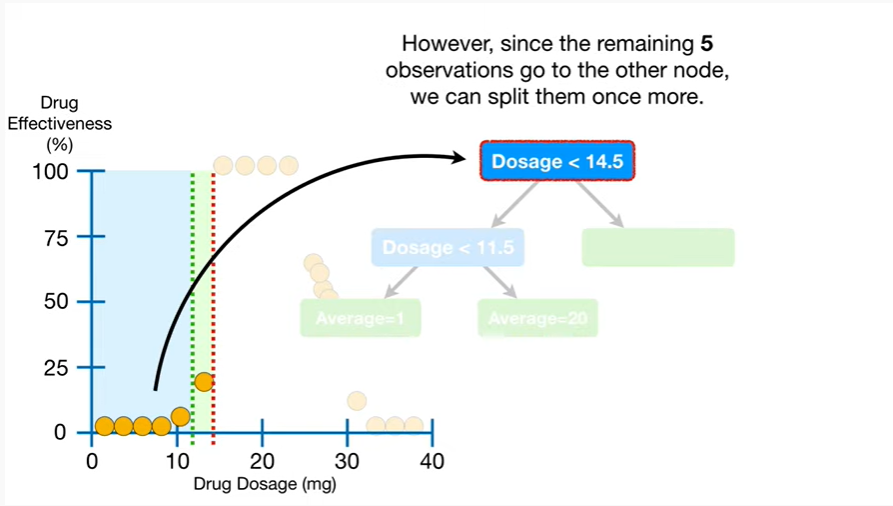 However, since the remaining 5
observations go to the other node,
we can split them once more.
Drug
Effectiveness
(%)
100
75
50
25
0
0
10
20
30
40
Drug Dosage (mg)
Dosage < 14.5
Dosage < 11.5
Average=1
Average=20